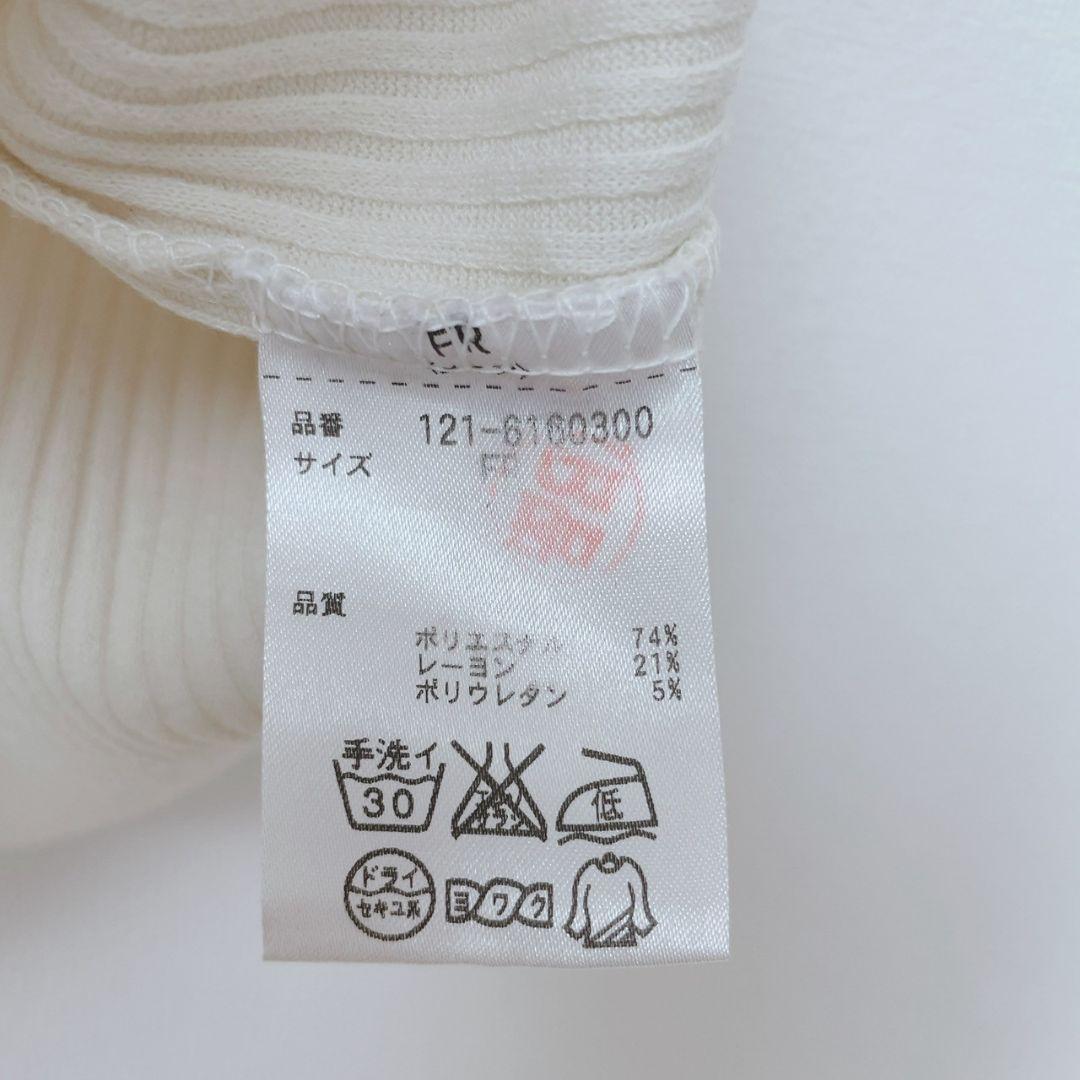 FR
品番 121-6160300
サイズ FF
品質
ポリエステル 74%
レーヨン 21%
ポリウレタン 5%
手洗イ
30
低
ドライ
セキユ系
ヨワク